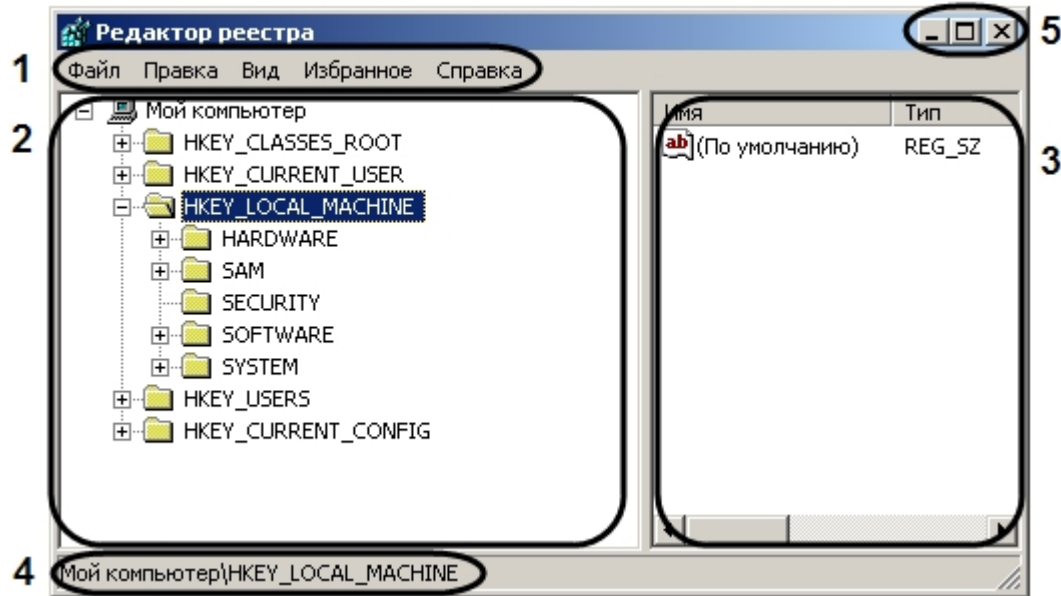 Редактор реестра
5
1
Файл Правка Вид Избранное Справка
2
Мой компьютер
HKEY_CLASSES_ROOT
HKEY_CURRENT_USER
HKEY_LOCAL_MACHINE
HARDWARE
SAM
SECURITY
SOFTWARE
SYSTEM
HKEY_USERS
HKEY_CURRENT_CONFIG
Имя Тип
ab (По умолчанию) REG_SZ
3
4
Мой компьютер\HKEY_LOCAL_MACHINE